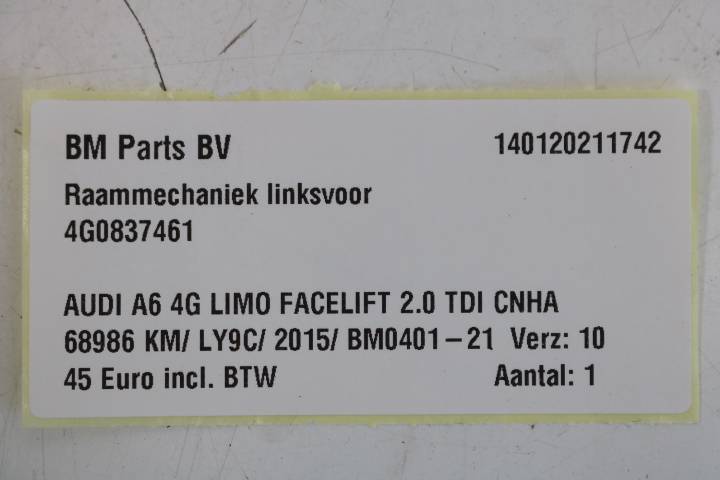 BM Parts BV 140120211742
Raammechaniek linksvoor
4G0837461
AUDI A6 4G LIMO FACELIFT 2.0 TDI CNHA
68986 KM/ LY9C/ 2015/ BM0401-21 Verz: 10
45 Euro incl. BTW Aantal: 1